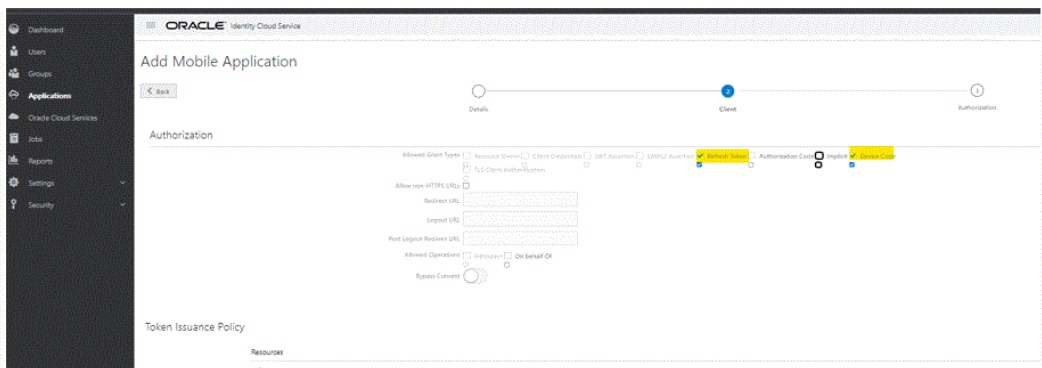 Dashboard
ORACLE Identity Cloud Service
Users
Groups
Applications
Oracle Cloud Services
Jobs
Reports
Settings
Security
Add Mobile Application
Back
2
3
Details
Client
Authorization
Authorization
Allowed Grant Types Resource Owner Client Credentials JWT Assertion SAML2 Assertion Refresh Token Authorization Code Implicit Device Code
TLS Client Authentication
Allow non-HTTPS URLs
Redirect URL
Logout URL
Post Logout Redirect URL
Allowed Operations Introspect On behalf Of
Bypass Consent
Token Issuance Policy
Resources